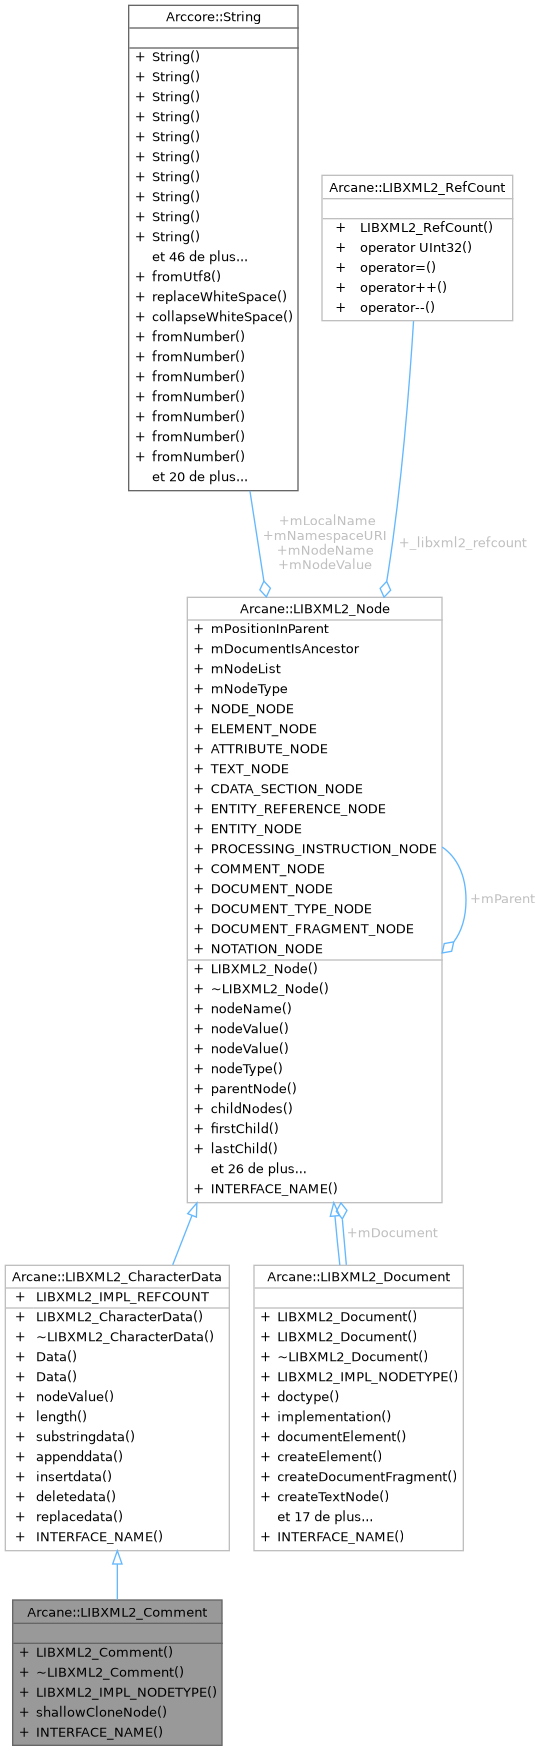 Arccore::String
+ String()
+ String()
+ String()
+ String()
+ String()
+ String()
+ String()
+ String()
+ String()
+ String()
et 46 de plus...
+ fromUtf8()
+ replaceWhiteSpace()
+ collapseWhiteSpace()
+ fromNumber()
+ fromNumber()
+ fromNumber()
+ fromNumber()
+ fromNumber()
+ fromNumber()
+ fromNumber()
et 20 de plus...
Arcane::LIBXML2_RefCount
+ LIBXML2_RefCount()
+ operator UInt32()
+ operator=()
+ operator++()
+ operator--()
+mLocalName
+mNamespaceURI
+mNodeName
+mNodeValue
+_libxml2_refcount
Arcane::LIBXML2_Node
+ mPositionInParent
+ mDocumentIsAncestor
+ mNodeList
+ mNodeType
+ NODE_NODE
+ ELEMENT_NODE
+ ATTRIBUTE_NODE
+ TEXT_NODE
+ CDATA_SECTION_NODE
+ ENTITY_REFERENCE_NODE
+ ENTITY_NODE
+ PROCESSING_INSTRUCTION_NODE
+ COMMENT_NODE
+ DOCUMENT_NODE
+ DOCUMENT_TYPE_NODE
+ DOCUMENT_FRAGMENT_NODE
+ NOTATION_NODE
+ LIBXML2_Node()
+ ~LIBXML2_Node()
+ nodeName()
+ nodeValue()
+ nodeValue()
+ nodeType()
+ parentNode()
+ childNodes()
+ firstChild()
+ lastChild()
et 26 de plus...
+ INTERFACE_NAME()
+mParent
+mDocument
Arcane::LIBXML2_CharacterData
+ LIBXML2_IMPL_REFCOUNT
+ LIBXML2_CharacterData()
+ ~LIBXML2_CharacterData()
+ Data()
+ Data()
+ nodeValue()
+ length()
+ substringdata()
+ appenddata()
+ insertdata()
+ deletedata()
+ replacedata()
+ INTERFACE_NAME()
Arcane::LIBXML2_Document
+ LIBXML2_Document()
+ LIBXML2_Document()
+ ~LIBXML2_Document()
+ LIBXML2_IMPL_NODETYPE()
+ doctype()
+ implementation()
+ documentElement()
+ createElement()
+ createDocumentFragment()
+ createTextNode()
et 17 de plus...
+ INTERFACE_NAME()
Arcane::LIBXML2_Comment
+ LIBXML2_Comment()
+ ~LIBXML2_Comment()
+ LIBXML2_IMPL_NODETYPE()
+ shallowCloneNode()
+ INTERFACE_NAME()